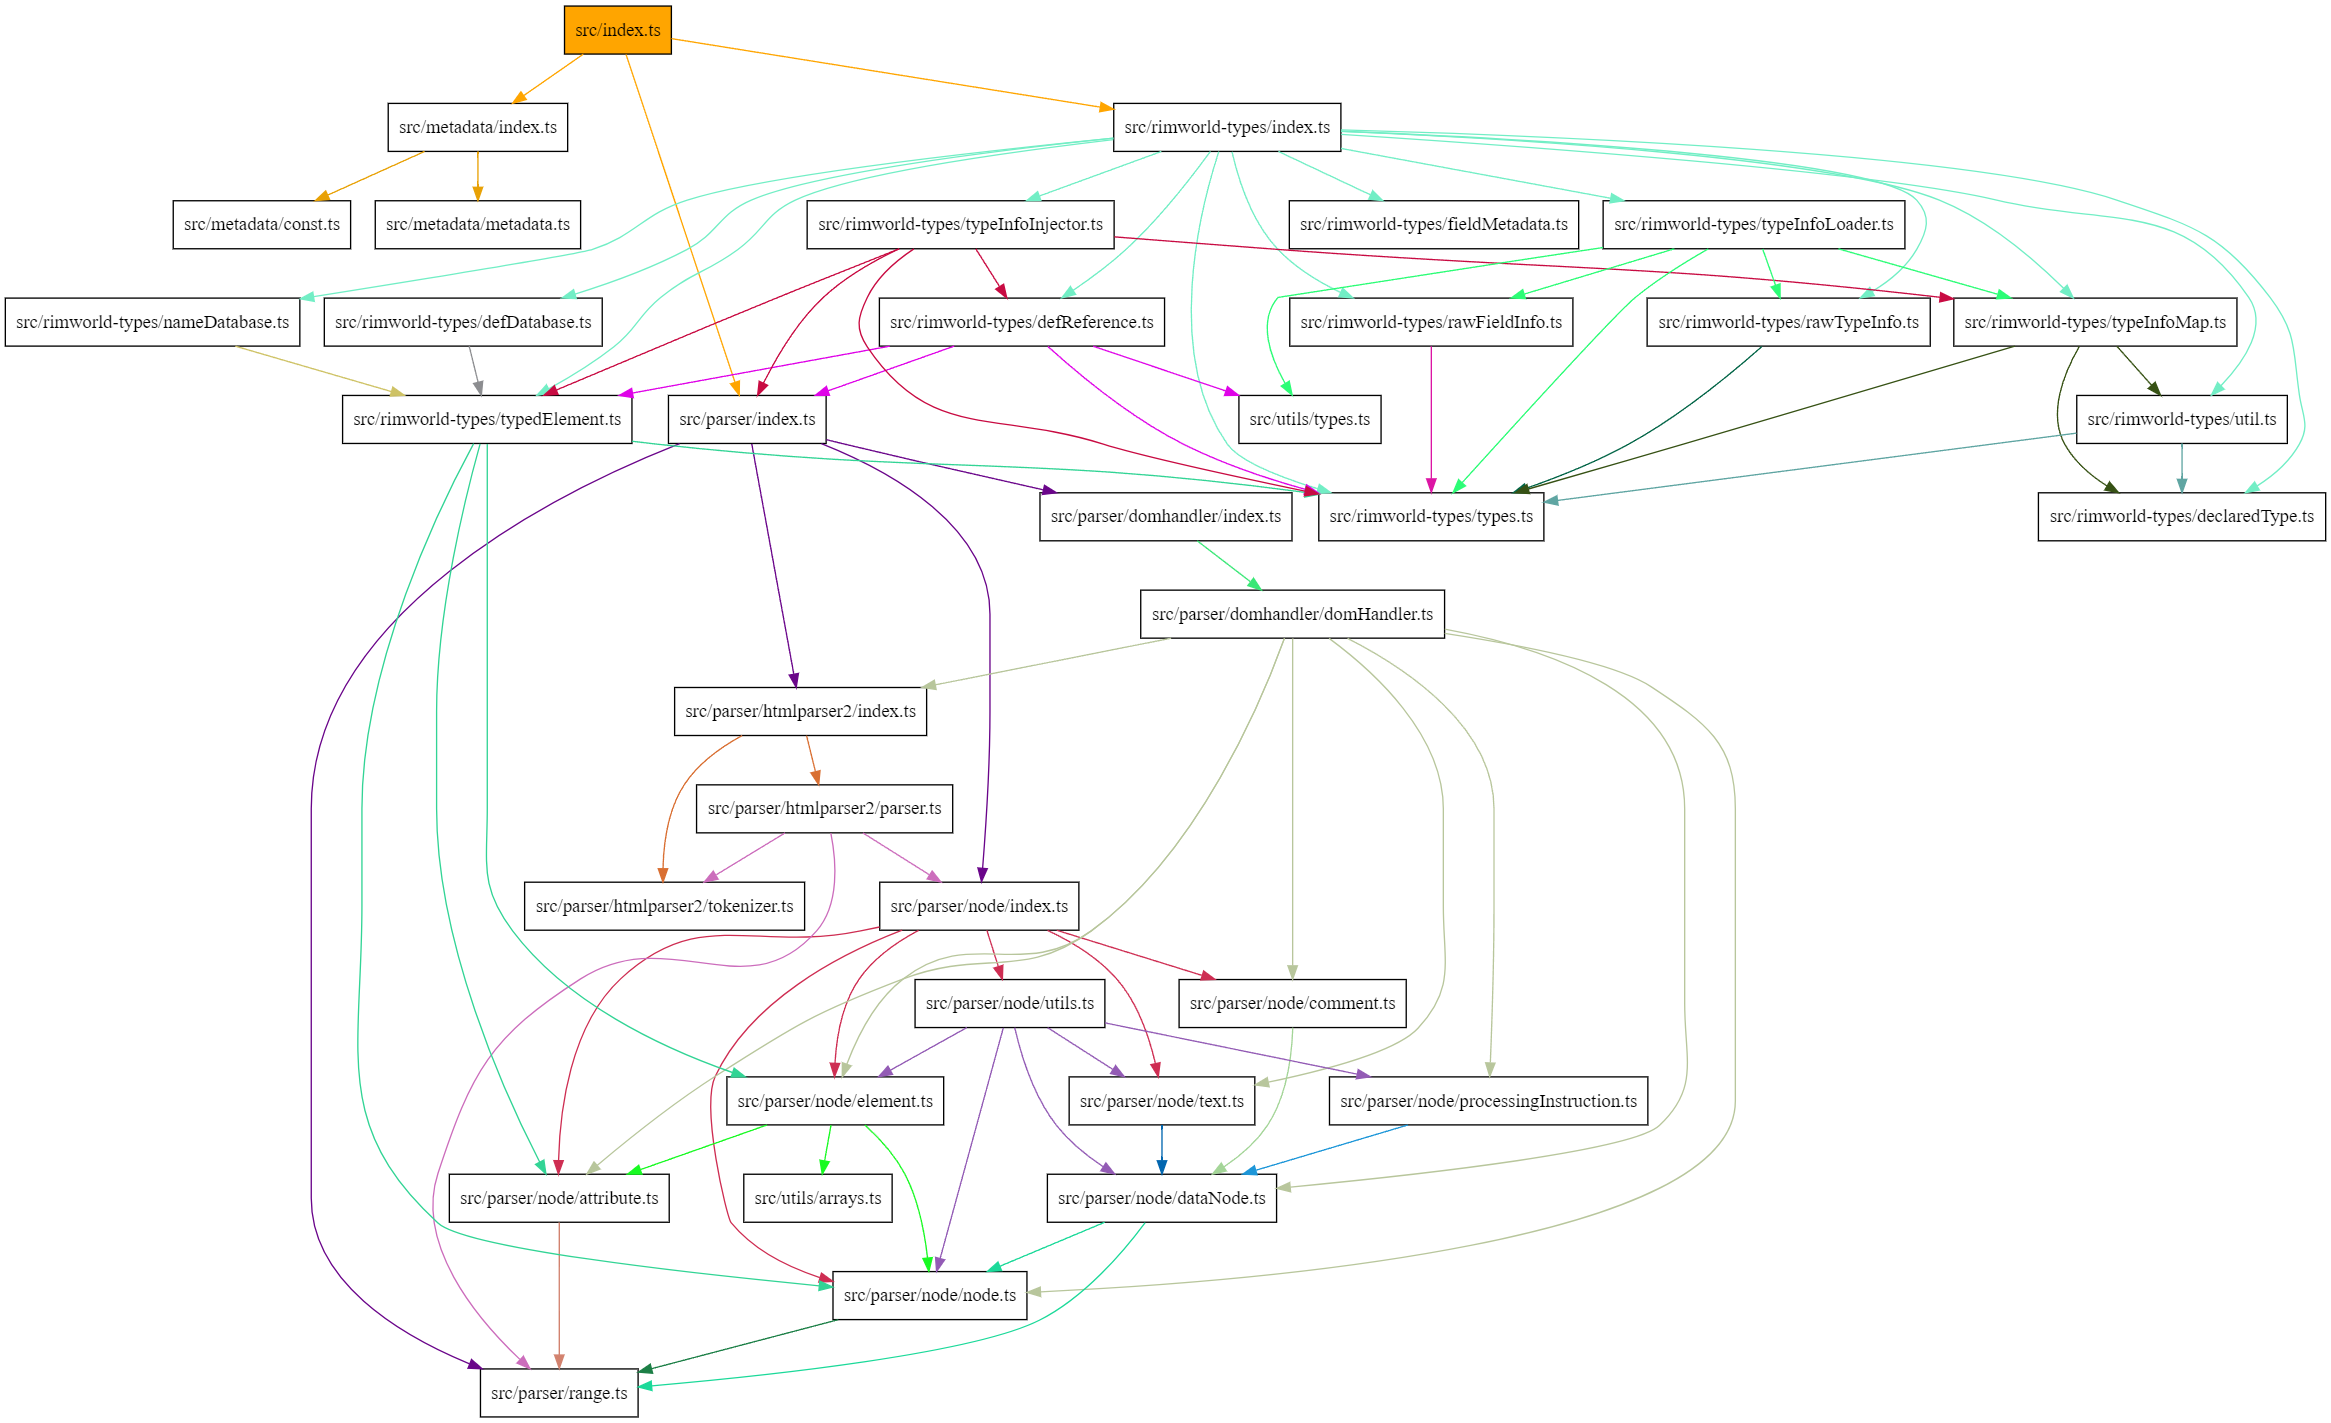 src/index.ts
src/metadata/index.ts
src/rimworld-types/index.ts
src/metadata/const.ts
src/metadata/metadata.ts
src/rimworld-types/typeInfoInjector.ts
src/rimworld-types/fieldMetadata.ts
src/rimworld-types/typeInfoLoader.ts
src/rimworld-types/nameDatabase.ts
src/rimworld-types/defDatabase.ts
src/rimworld-types/defReference.ts
src/rimworld-types/rawFieldInfo.ts
src/rimworld-types/rawTypeInfo.ts
src/rimworld-types/typeInfoMap.ts
src/rimworld-types/typedElement.ts
src/parser/index.ts
src/utils/types.ts
src/rimworld-types/util.ts
src/parser/domhandler/index.ts
src/rimworld-types/types.ts
src/rimworld-types/declaredType.ts
src/parser/domhandler/domHandler.ts
src/parser/htmlparser2/index.ts
src/parser/htmlparser2/parser.ts
src/parser/htmlparser2/tokenizer.ts
src/parser/node/index.ts
src/parser/node/utils.ts
src/parser/node/comment.ts
src/parser/node/element.ts
src/parser/node/text.ts
src/parser/node/processingInstruction.ts
src/parser/node/attribute.ts
src/utils/arrays.ts
src/parser/node/dataNode.ts
src/parser/node/node.ts
src/parser/range.ts